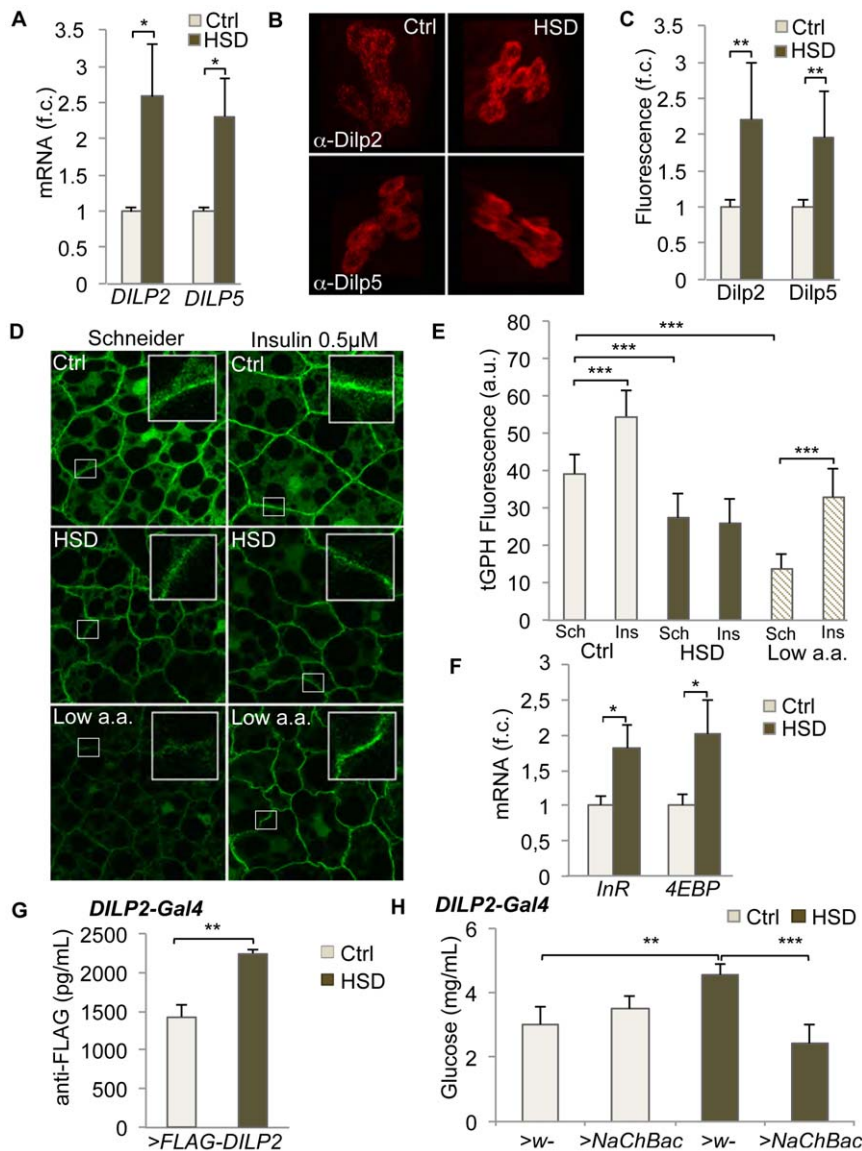 A
Ctrl
HSD
mRNA (f.c.)
3.5
3
2.5
2
1.5
1
0.5
0
*
*
DILP2
DILP5
B
Ctrl
HSD
α-Dilp2
α-Dilp5
C
Ctrl
HSD
Fluorescence (f.c.)
3.5
3
2.5
2
1.5
1
0.5
0
**
**
Dilp2
Dilp5
D
Schneider
Insulin 0.5µM
Ctrl
Ctrl
HSD
HSD
Low a.a.
Low a.a.
E
tGPH Fluorescence (a.u.)
80
70
60
50
40
30
20
10
0
***
***
***
***
Sch Ins Sch Ins Sch Ins
Ctrl HSD Low a.a.
F
mRNA (f.c.)
3
2,5
2
1,5
1
0,5
0
*
*
Ctrl
HSD
InR
4EBP
G
DILP2-Gal4
anti-FLAG (pg/mL)
2500
2000
1500
1000
500
0
**
Ctrl
HSD
>FLAG-DILP2
H
DILP2-Gal4
Ctrl
HSD
Glucose (mg/mL)
6
4
2
0
**
***
>w- >NaChBac >w- >NaChBac